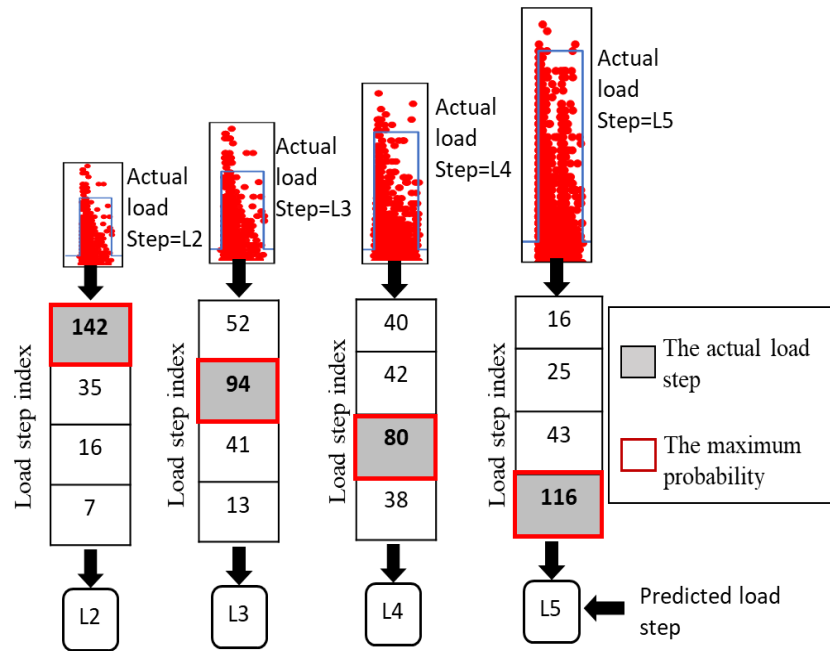 Actual
load
Step=L2
Actual
load
Step=L3
Actual
load
Step=L4
Actual
load
Step=L5
Load step index
142
35
16
7
Load step index
52
94
41
13
Load step index
40
42
80
38
Load step index
16
25
43
116
The actual load
step
The maximum
probability
L2
L3
L4
L5
Predicted load
step